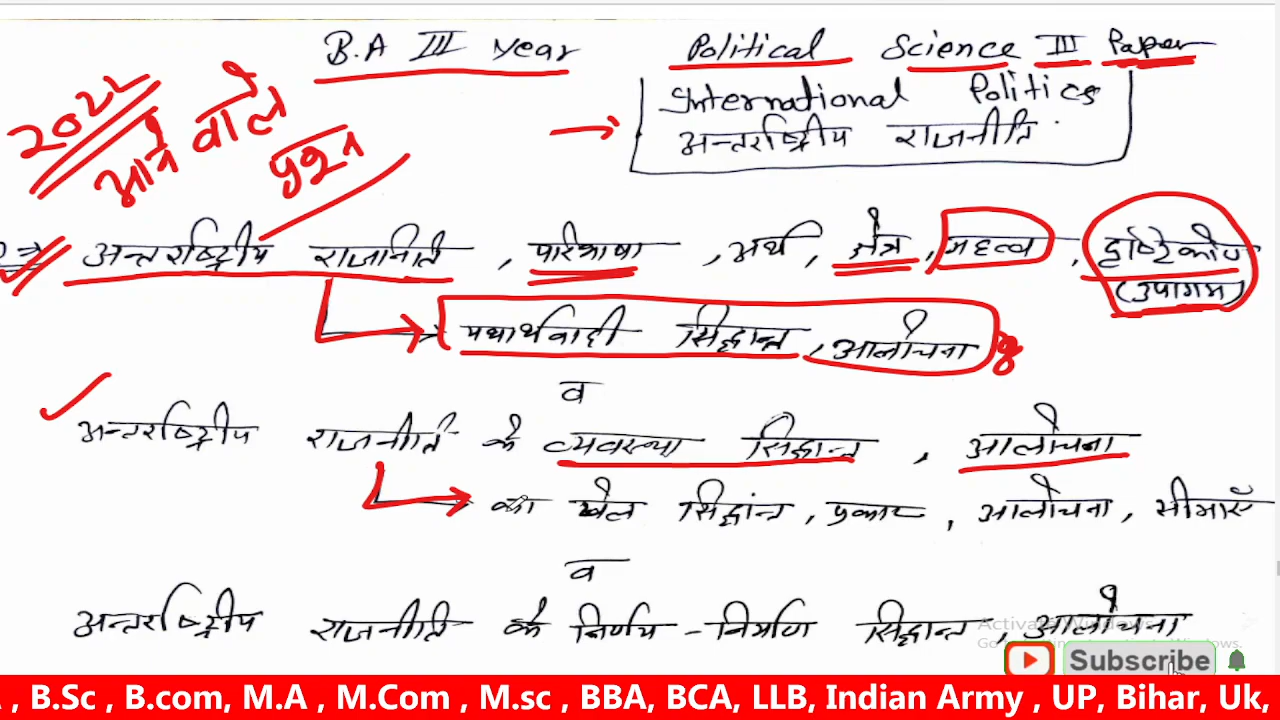 B.A III year Political Science III Paper
International Politics
अन्तर्राष्ट्रीय राजनीति
2022
आने वाले
प्रश्न
अन्तर्राष्ट्रीय राजनीति, परिभाषा, अर्थ, क्षेत्र, महत्व, दृष्टिकोण
(उपागम)
यथार्थवादी सिद्धान्त, आलोचना
व
अन्तर्राष्ट्रीय राजनीति के व्यवस्था सिद्धान्त, आलोचना
का खेल सिद्धांन्त, प्रकार, आलोचना, सीमाएँ
व
अन्तर्राष्ट्रीय राजनीति के निर्णय-निर्माण सिद्धान्त, आलोचना
Activate Windows
Subscribe
, B.Sc , B.com, M.A , M.Com , M.sc , BBA, BCA, LLB, Indian Army , UP, Bihar, Uk,